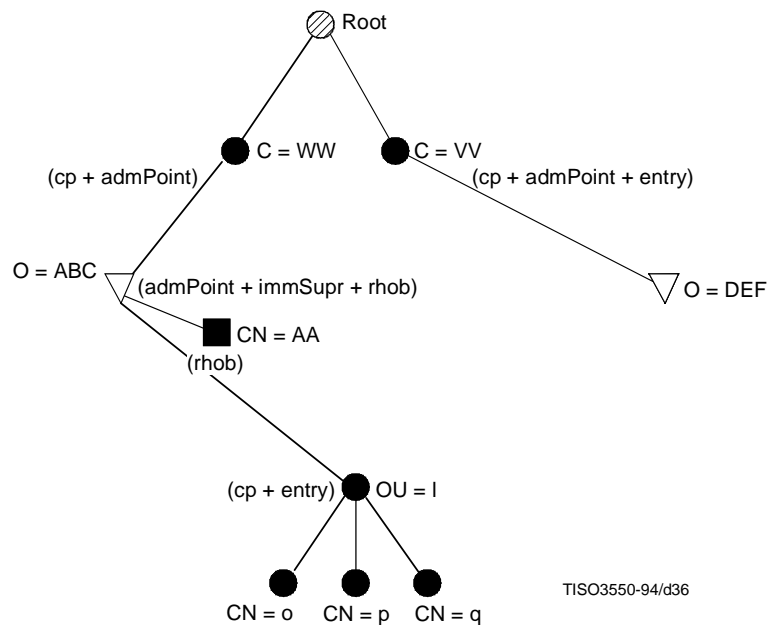 Root
C = WW
C = VV
(cp + admPoint)
(cp + admPoint + entry)
O = ABC
(admPoint + immSupr + rhob)
O = DEF
CN = AA
(rhob)
(cp + entry)
OU = I
CN = o
CN = p
CN = q
TISO3550-94/d36